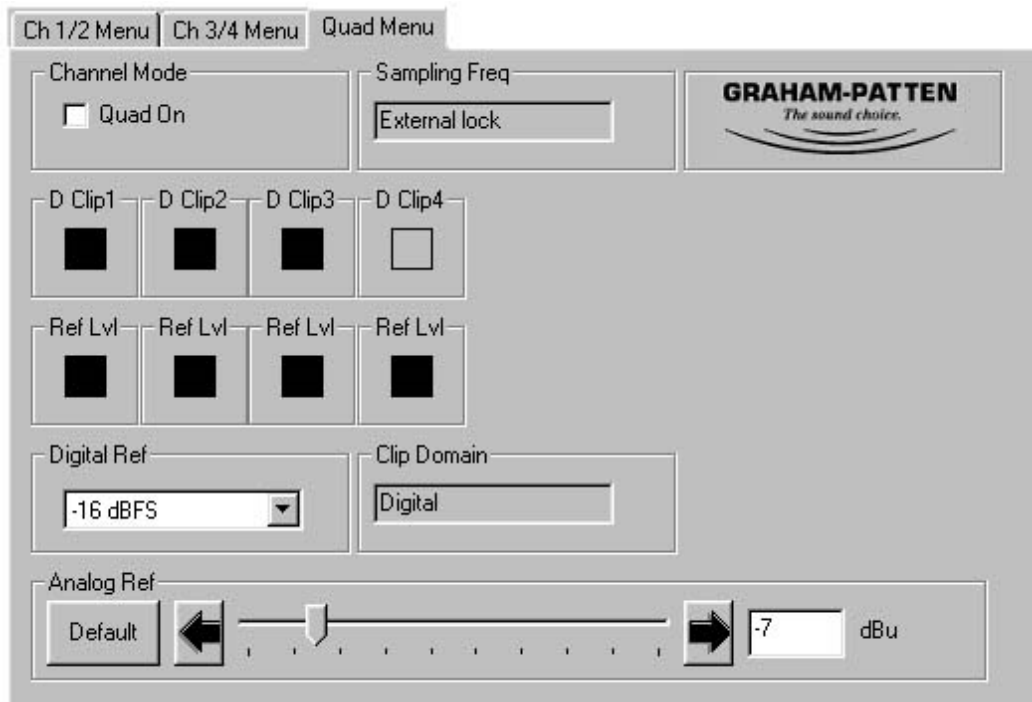 Ch 1/2 Menu Ch 3/4 Menu Quad Menu
Channel Mode
Quad On
Sampling Freq
External lock
GRAHAM-PATTEN
The sound choice.
D Clip1 D Clip2 D Clip3 D Clip4
Ref Lvl Ref Lvl Ref Lvl Ref Lvl
Digital Ref
-16 dBFS
Clip Domain
Digital
Analog Ref
Default -7 dBu